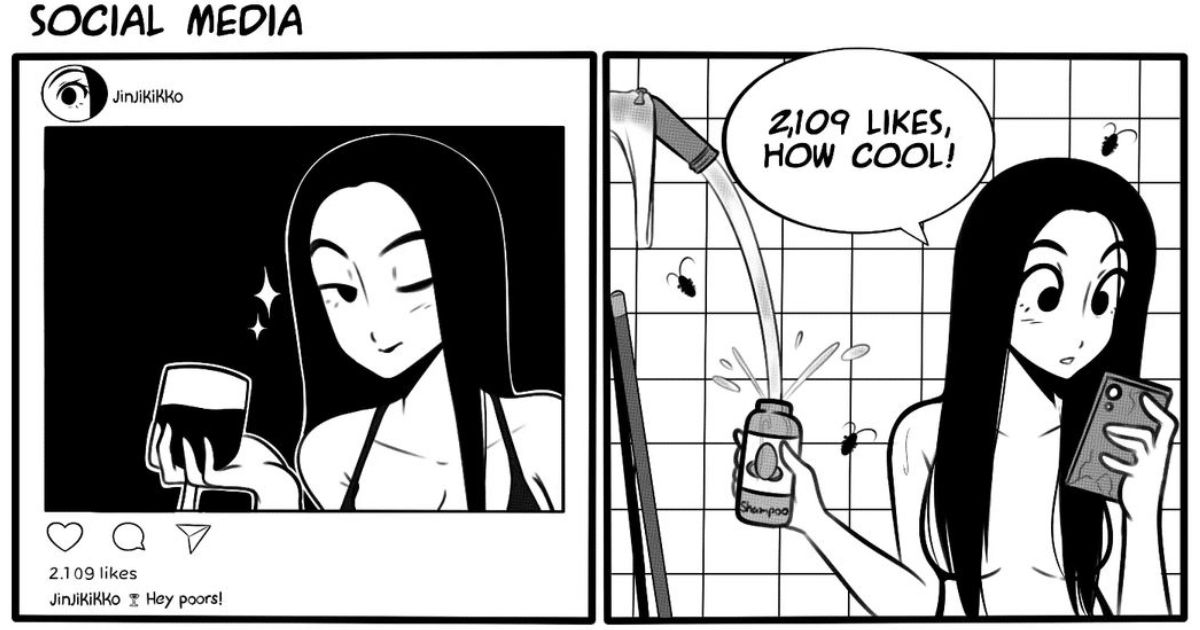 SOCIAL MEDIA
JinJiKiKKo
2.109 likes
JinJiKiKKo 🍷 Hey poors!
2,109 LIKES,
HOW COOL!
Shampoo